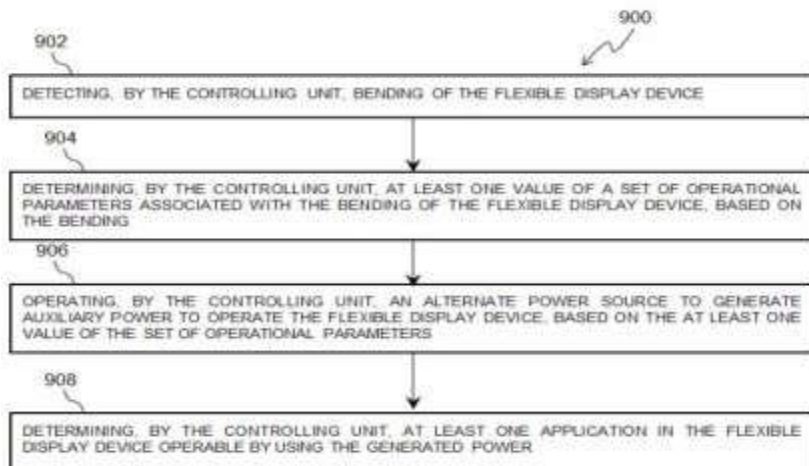 900
902
DETECTING, BY THE CONTROLLING UNIT, BENDING OF THE FLEXIBLE DISPLAY DEVICE
904
DETERMINING, BY THE CONTROLLING UNIT, AT LEAST ONE VALUE OF A SET OF OPERATIONAL
PARAMETERS ASSOCIATED WITH THE BENDING OF THE FLEXIBLE DISPLAY DEVICE, BASED ON
THE BENDING
906
OPERATING, BY THE CONTROLLING UNIT, AN ALTERNATE POWER SOURCE TO GENERATE
AUXILIARY POWER TO OPERATE THE FLEXIBLE DISPLAY DEVICE, BASED ON THE AT LEAST ONE
VALUE OF THE SET OF OPERATIONAL PARAMETERS
908
DETERMINING, BY THE CONTROLLING UNIT, AT LEAST ONE APPLICATION IN THE FLEXIBLE
DISPLAY DEVICE OPERABLE BY USING THE GENERATED POWER